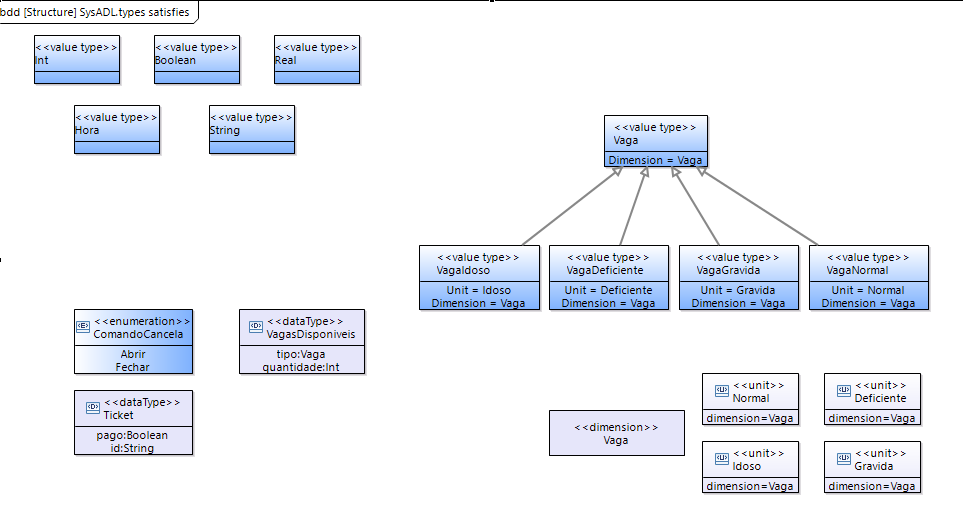 bdd [Structure] SysADL.types satisfies
<<value type>>
Int
<<value type>>
Boolean
<<value type>>
Real
<<value type>>
Hora
<<value type>>
String
<<value type>>
Vaga
Dimension = Vaga
<<value type>>
VagaIdoso
Unit = Idoso
Dimension = Vaga
<<value type>>
VagaDeficiente
Unit = Deficiente
Dimension = Vaga
<<value type>>
VagaGravida
Unit = Gravida
Dimension = Vaga
<<value type>>
VagaNormal
Unit = Normal
Dimension = Vaga
<E> <<enumeration>>
ComandoCancela
Abrir
Fechar
<D> <<dataType>>
VagasDisponiveis
tipo:Vaga
quantidade:Int
<D> <<dataType>>
Ticket
pago:Boolean
id:String
<<dimension>>
Vaga
<U> <<unit>>
Normal
dimension=Vaga
<U> <<unit>>
Deficiente
dimension=Vaga
<U> <<unit>>
Idoso
dimension=Vaga
<U> <<unit>>
Gravida
dimension=Vaga